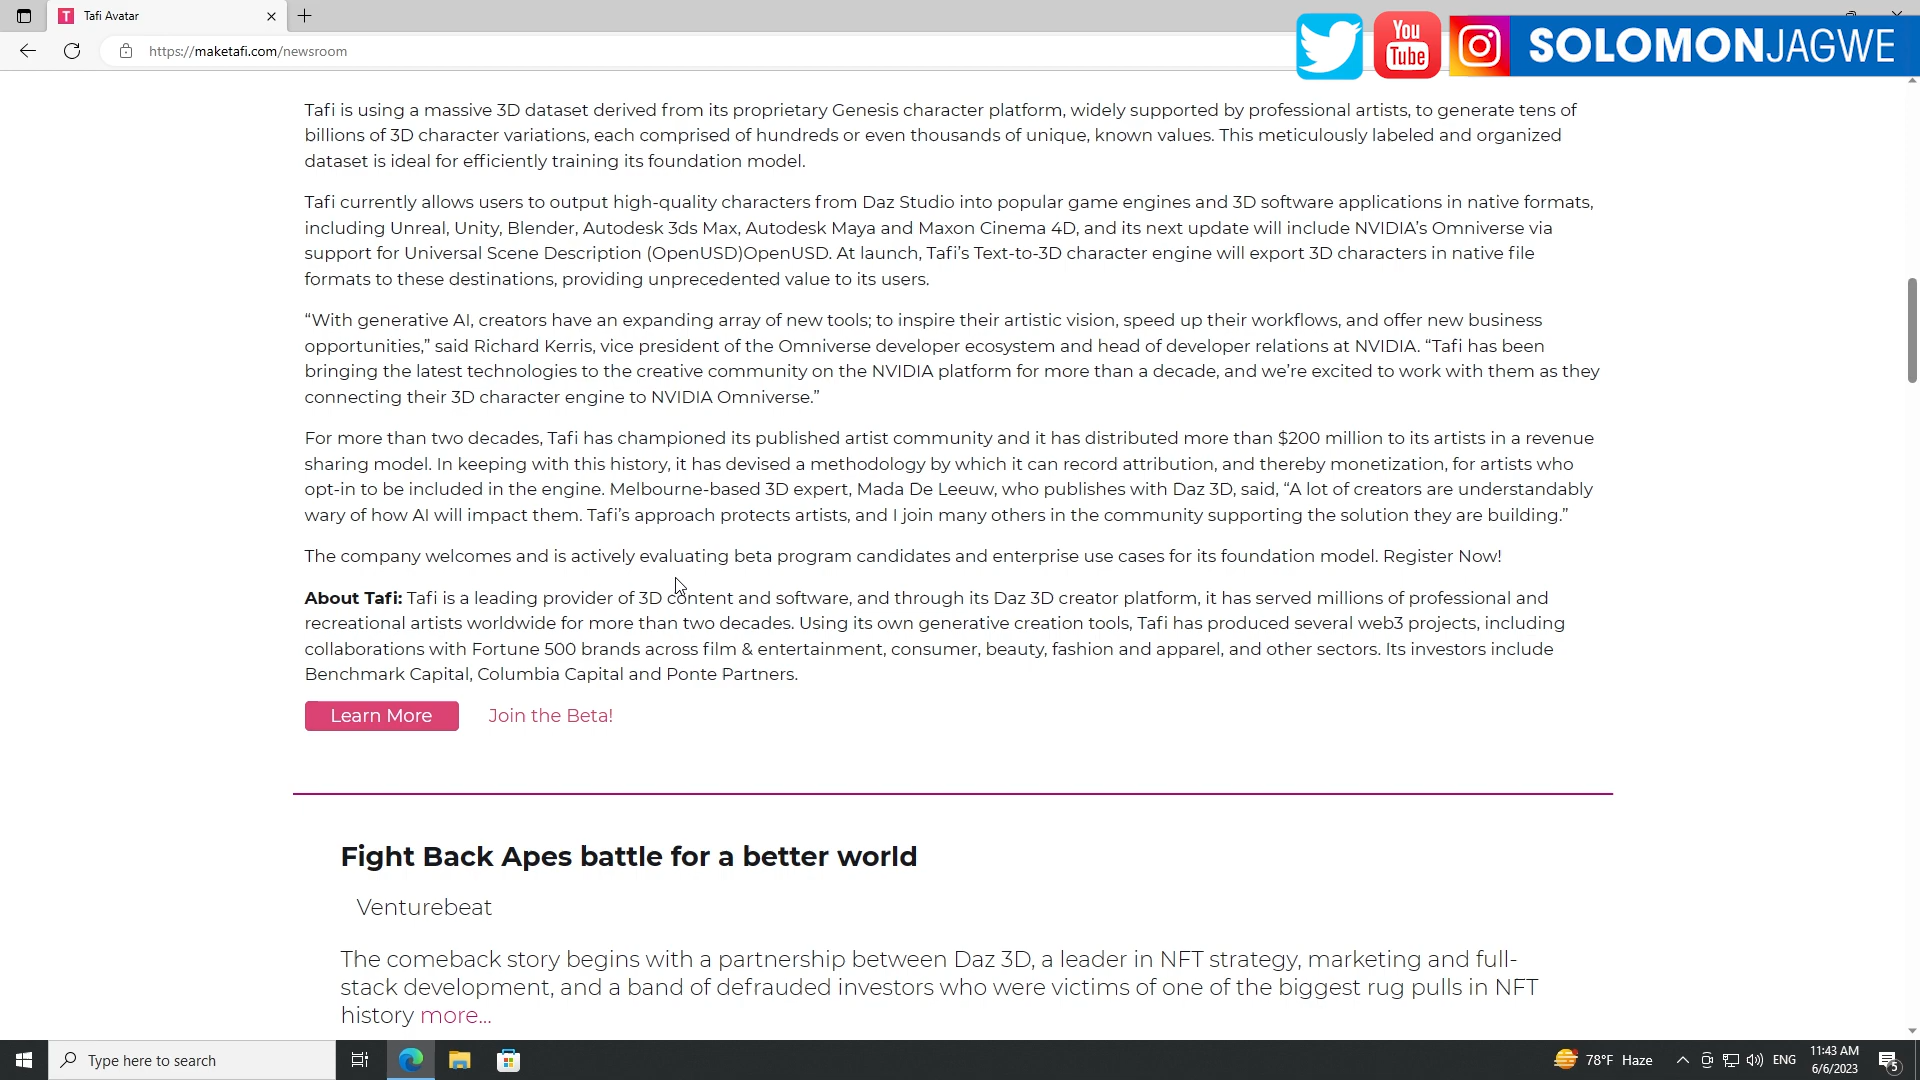 Tafi Avatar
https://maketafi.com/newsroom
You
Tube
SOLOMONJAGWE
Tafi is using a massive 3D dataset derived from its proprietary Genesis character platform, widely supported by professional artists, to generate tens of
billions of 3D character variations, each comprised of hundreds or even thousands of unique, known values. This meticulously labeled and organized
dataset is ideal for efficiently training its foundation model.
Tafi currently allows users to output high-quality characters from Daz Studio into popular game engines and 3D software applications in native formats,
including Unreal, Unity, Blender, Autodesk 3ds Max, Autodesk Maya and Maxon Cinema 4D, and its next update will include NVIDIA’s Omniverse via
support for Universal Scene Description (OpenUSD)OpenUSD. At launch, Tafi’s Text-to-3D character engine will export 3D characters in native file
formats to these destinations, providing unprecedented value to its users.
“With generative AI, creators have an expanding array of new tools; to inspire their artistic vision, speed up their workflows, and offer new business
opportunities,” said Richard Kerris, vice president of the Omniverse developer ecosystem and head of developer relations at NVIDIA. “Tafi has been
bringing the latest technologies to the creative community on the NVIDIA platform for more than a decade, and we’re excited to work with them as they
connecting their 3D character engine to NVIDIA Omniverse.”
For more than two decades, Tafi has championed its published artist community and it has distributed more than $200 million to its artists in a revenue
sharing model. In keeping with this history, it has devised a methodology by which it can record attribution, and thereby monetization, for artists who
opt-in to be included in the engine. Melbourne-based 3D expert, Mada De Leeuw, who publishes with Daz 3D, said, “A lot of creators are understandably
wary of how AI will impact them. Tafi’s approach protects artists, and I join many others in the community supporting the solution they are building.”
The company welcomes and is actively evaluating beta program candidates and enterprise use cases for its foundation model. Register Now!
About Tafi: Tafi is a leading provider of 3D content and software, and through its Daz 3D creator platform, it has served millions of professional and
recreational artists worldwide for more than two decades. Using its own generative creation tools, Tafi has produced several web3 projects, including
collaborations with Fortune 500 brands across film & entertainment, consumer, beauty, fashion and apparel, and other sectors. Its investors include
Benchmark Capital, Columbia Capital and Ponte Partners.
Learn More Join the Beta!
Fight Back Apes battle for a better world
Venturebeat
The comeback story begins with a partnership between Daz 3D, a leader in NFT strategy, marketing and full-
stack development, and a band of defrauded investors who were victims of one of the biggest rug pulls in NFT
history more...
Type here to search
78°F Haze
ENG
11:43 AM
6/6/2023
5